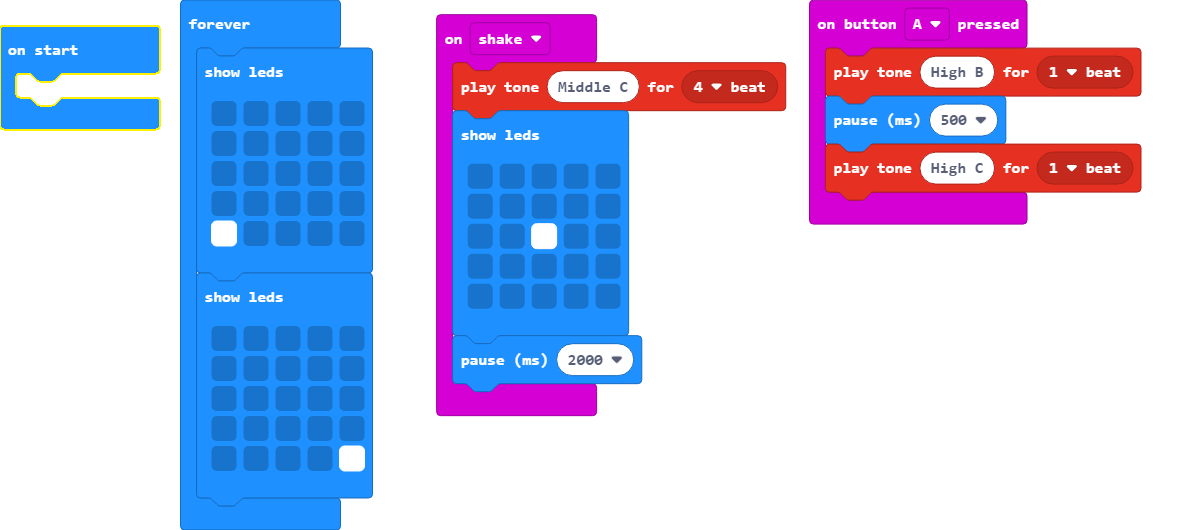 on start
forever
show leds
show leds
on shake
play tone Middle C for 4 beat
show leds
pause (ms) 2000
on button A pressed
play tone High B for 1 beat
pause (ms) 500
play tone High C for 1 beat